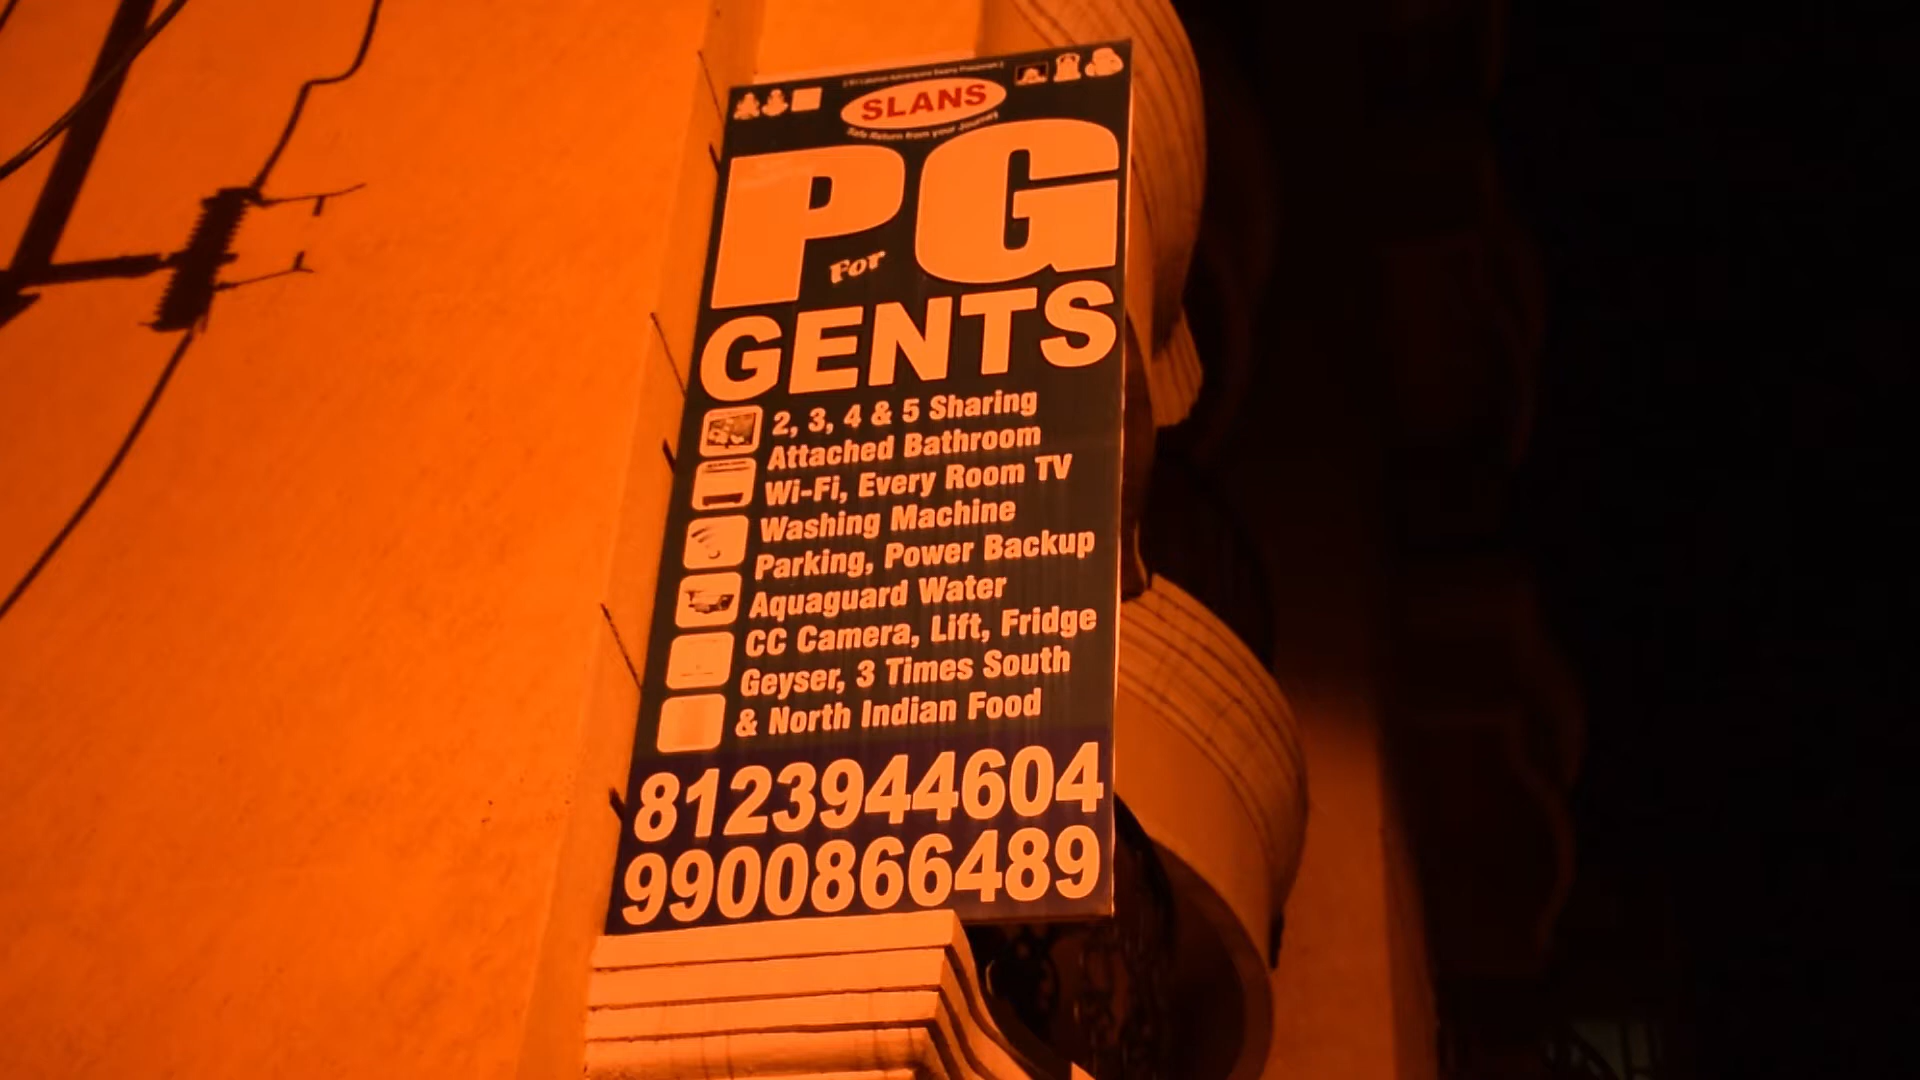 SLANS
Safe Return from your Journey
PG
For
GENTS
2, 3, 4 & 5 Sharing
Attached Bathroom
Wi-Fi, Every Room TV
Washing Machine
Parking, Power Backup
Aquaguard Water
CC Camera, Lift, Fridge
Geyser, 3 Times South
& North Indian Food
8123944604
9900866489